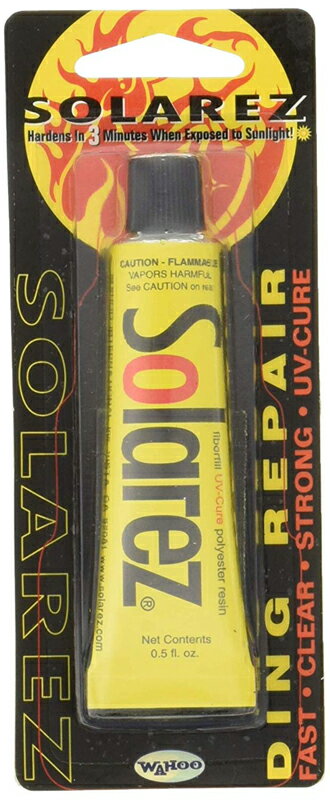 SOLAREZ
Hardens In 3 Minutes When Exposed to Sunlight!
SOLAREZ
CAUTION - FLAMMABLE
VAPORS HARMFUL
See CAUTION on rear
Solarez®
fiberfill UV-Cure polyester resin
www.solarez.com
Net Contents
0.5 fl. oz.
DING REPAIR
FAST • CLEAR • STRONG • UV-CURE
WAHOO